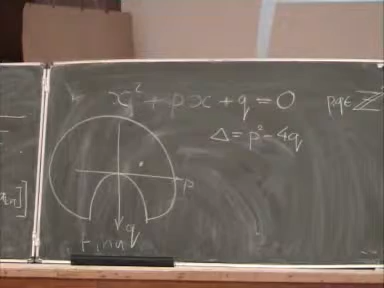 x² + px + q = 0 p,q ∈ ℤ
Δ = p² - 4q
p
q